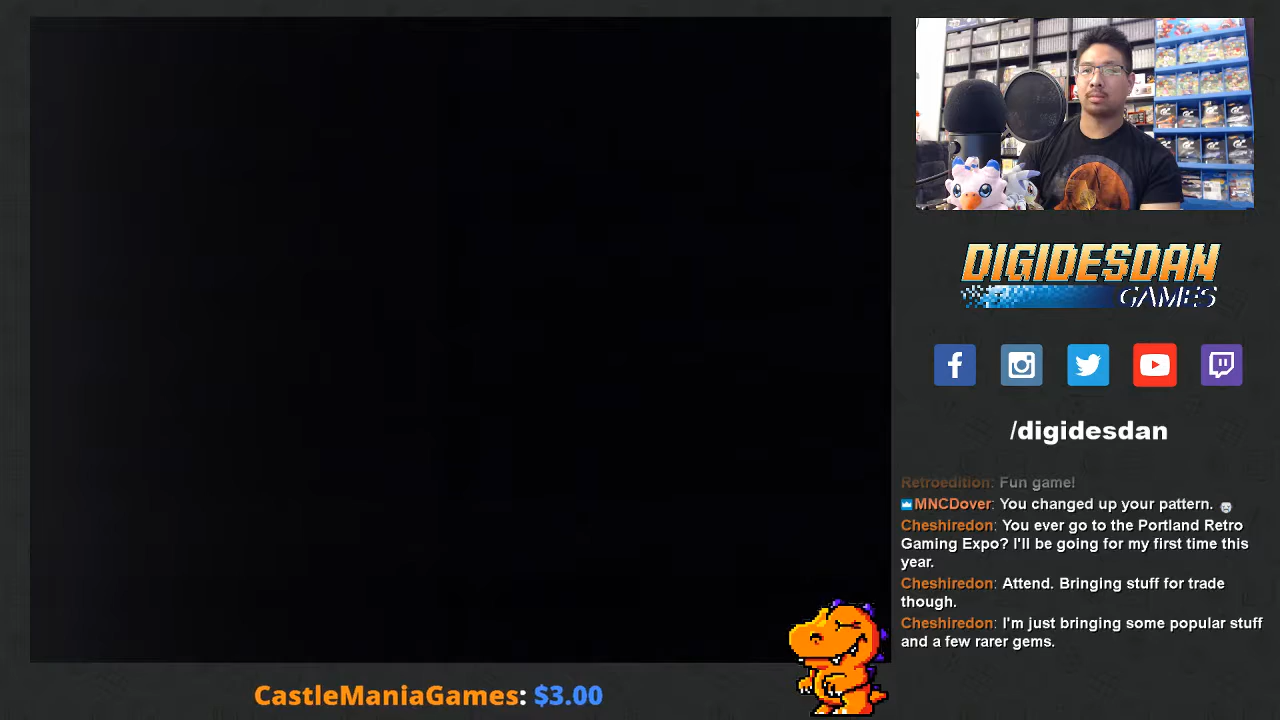 DIGIDESDAN
GAMES
/digidesdan
Retroedition: Fun game!
MNCDover: You changed up your pattern.
Cheshiredon: You ever go to the Portland Retro
Gaming Expo? I'll be going for my first time this
year.
Cheshiredon: Attend. Bringing stuff for trade
though.
Cheshiredon: I'm just bringing some popular stuff
and a few rarer gems.
CastleManiaGames: $3.00